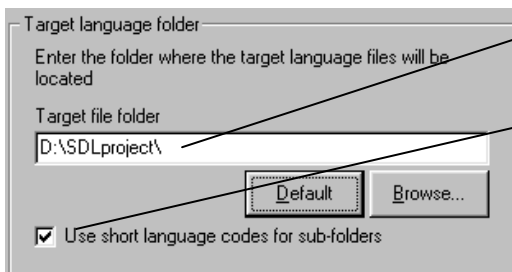 Target language folder
Enter the folder where the target language files will be
located
Target file folder
D:\SDLproject\
Default
Browse...
Use short language codes for sub-folders